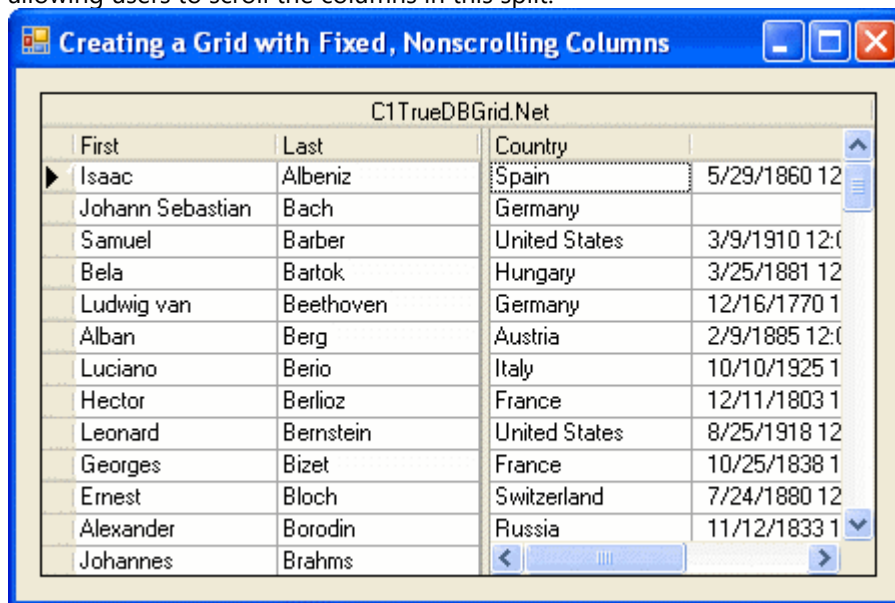 allowing users to scroll the columns in this split.
Creating a Grid with Fixed, Nonscrolling Columns
C1TrueDBGrid.Net
First Last Country
Isaac Albeniz Spain 5/29/1860 12
Johann Sebastian Bach Germany
Samuel Barber United States 3/9/1910 12:0
Bela Bartok Hungary 3/25/1881 12
Ludwig van Beethoven Germany 12/16/1770 1
Alban Berg Austria 2/9/1885 12:0
Luciano Berio Italy 10/10/1925 1
Hector Berlioz France 12/11/1803 1
Leonard Bernstein United States 8/25/1918 12
Georges Bizet France 10/25/1838 1
Ernest Bloch Switzerland 7/24/1880 12
Alexander Borodin Russia 11/12/1833 1
Johannes Brahms